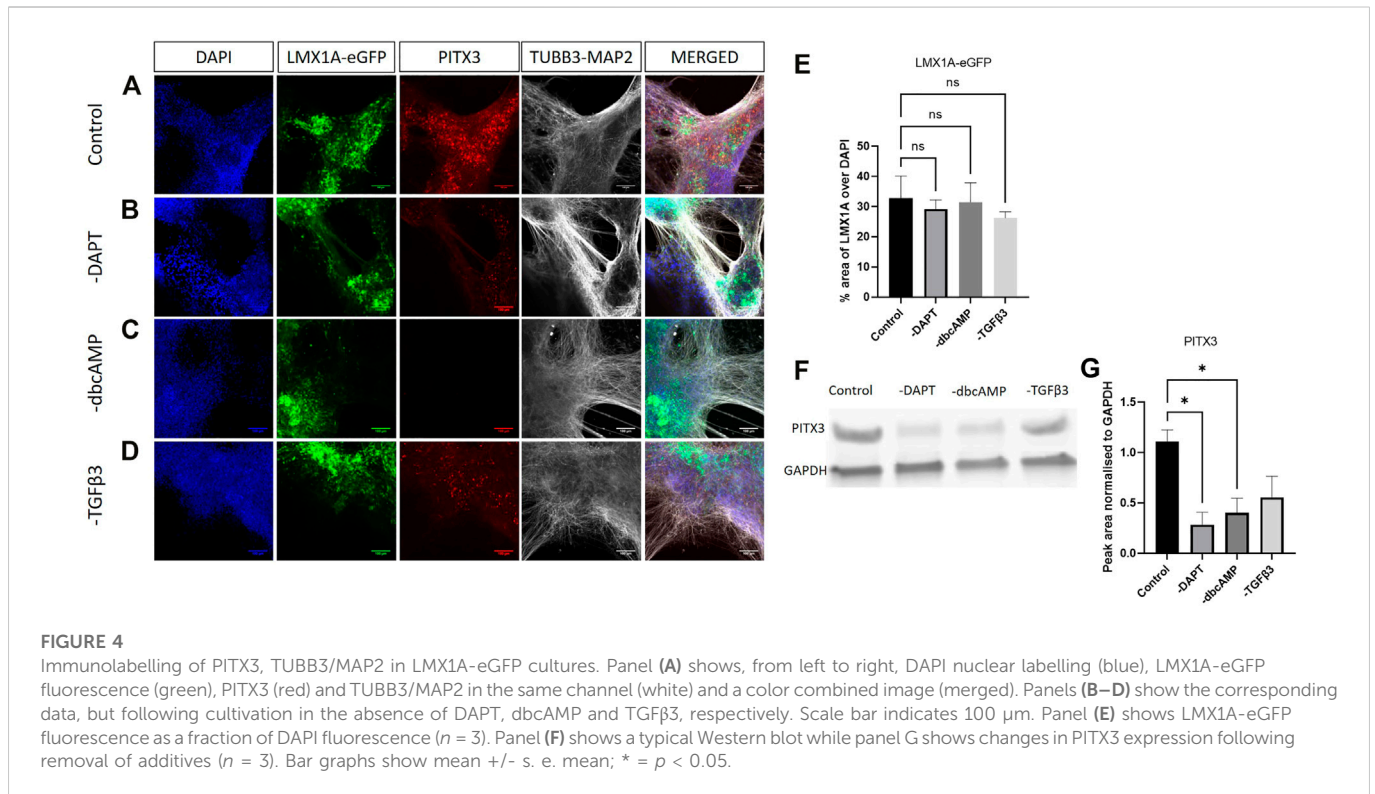 DAPI LMX1A-eGFP PITX3 TUBB3-MAP2 MERGED
A
Control
B
-DAPT
C
-dbcAMP
D
-TGFβ3
100 µm
E
LMX1A-eGFP
ns
ns
ns
% area of LMX1A over DAPI
50
40
30
20
10
0
Control -DAPT -dbcAMP -TGFβ3
F
Control -DAPT -dbcAMP -TGFβ3
PITX3
GAPDH
G
PITX3
*
*
Peak area normalised to GAPDH
1.5
1.0
0.5
0.0
Control -DAPT -dbcAMP -TGFβ3
FIGURE 4
Immunolabelling of PITX3, TUBB3/MAP2 in LMX1A-eGFP cultures. Panel (A) shows, from left to right, DAPI nuclear labelling (blue), LMX1A-eGFP
fluorescence (green), PITX3 (red) and TUBB3/MAP2 in the same channel (white) and a color combined image (merged). Panels (B–D) show the corresponding
data, but following cultivation in the absence of DAPT, dbcAMP and TGFβ3, respectively. Scale bar indicates 100 µm. Panel (E) shows LMX1A-eGFP
fluorescence as a fraction of DAPI fluorescence (n = 3). Panel (F) shows a typical Western blot while panel G shows changes in PITX3 expression following
removal of additives (n = 3). Bar graphs show mean +/- s. e. mean; * = p < 0.05.